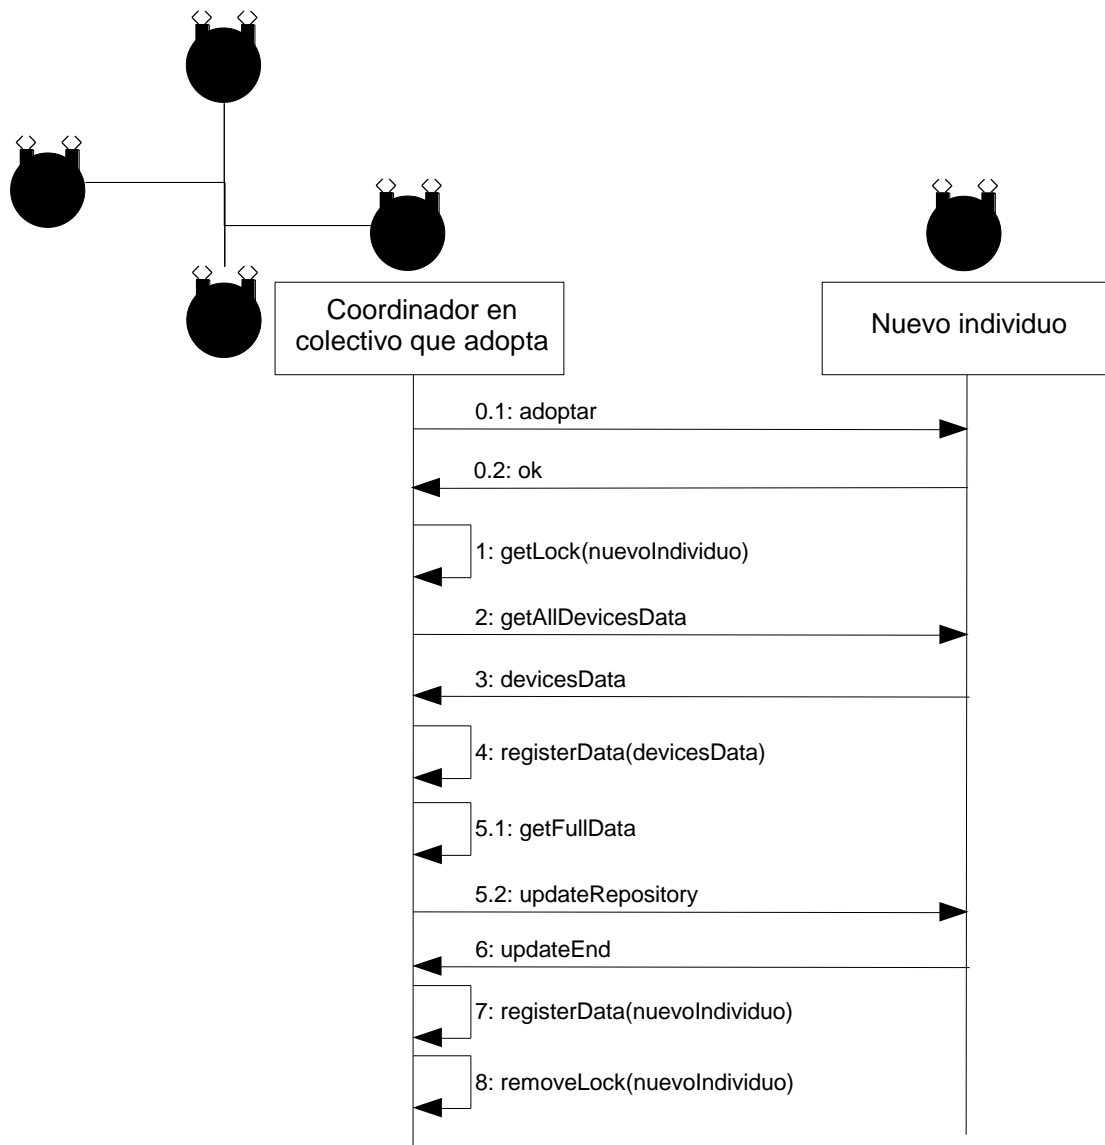 Coordinador en
colectivo que adopta
Nuevo individuo
0.1: adoptar
0.2: ok
1: getLock(nuevoIndividuo)
2: getAllDevicesData
3: devicesData
4: registerData(devicesData)
5.1: getFullData
5.2: updateRepository
6: updateEnd
7: registerData(nuevoIndividuo)
8: removeLock(nuevoIndividuo)